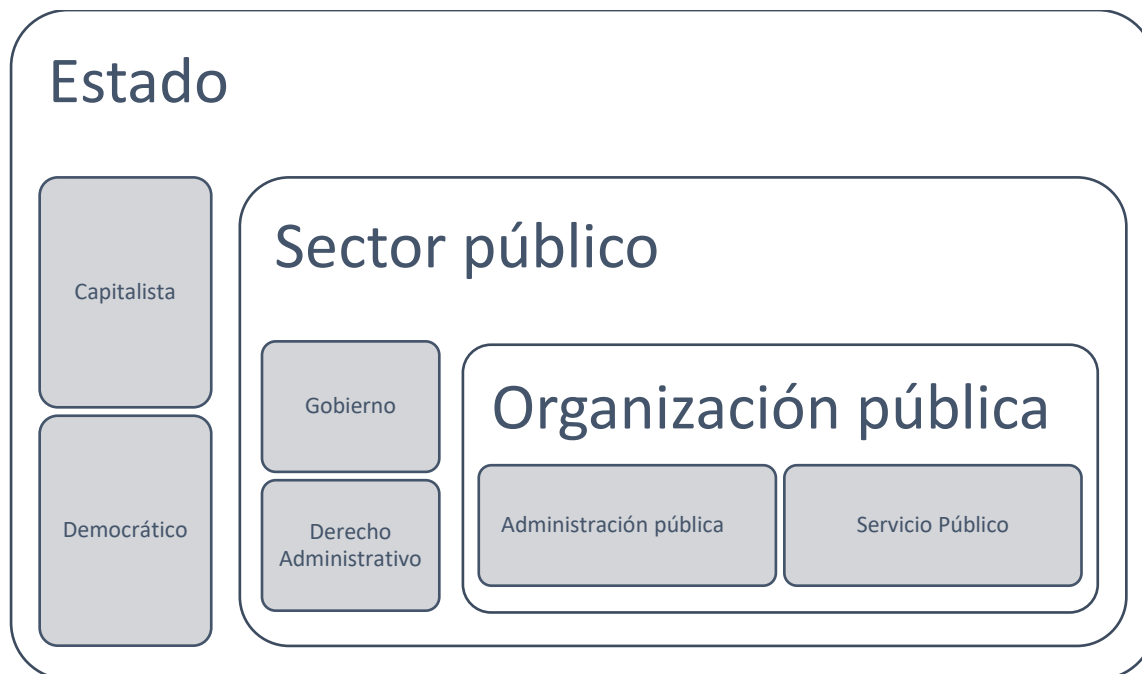 Estado
Capitalista
Democrático
Sector público
Gobierno
Derecho
Administrativo
Organización pública
Administración pública
Servicio Público